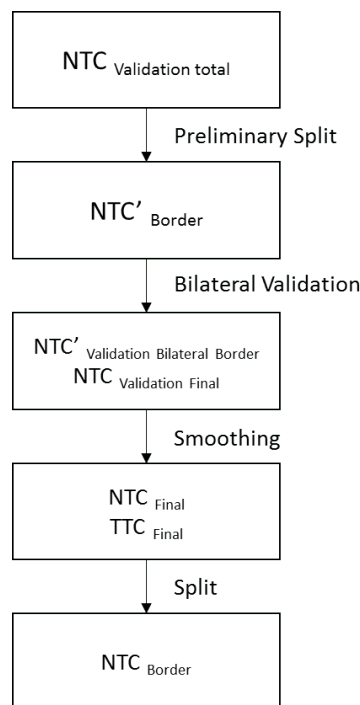 NTC Validation total
Preliminary Split
NTC’ Border
Bilateral Validation
NTC’ Validation Bilateral Border
NTC Validation Final
Smoothing
NTC Final
TTC Final
Split
NTC Border